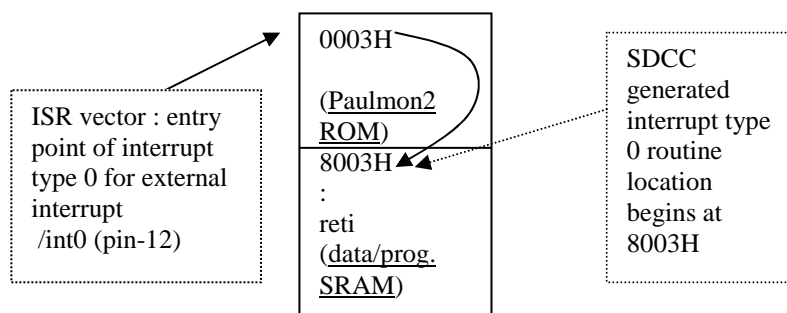 ISR vector : entry
point of interrupt
type 0 for external
interrupt
/int0 (pin-12)
0003H
(Paulmon2
ROM)
8003H
:
reti
(data/prog.
SRAM)
SDCC
generated
interrupt type
0 routine
location
begins at
8003H